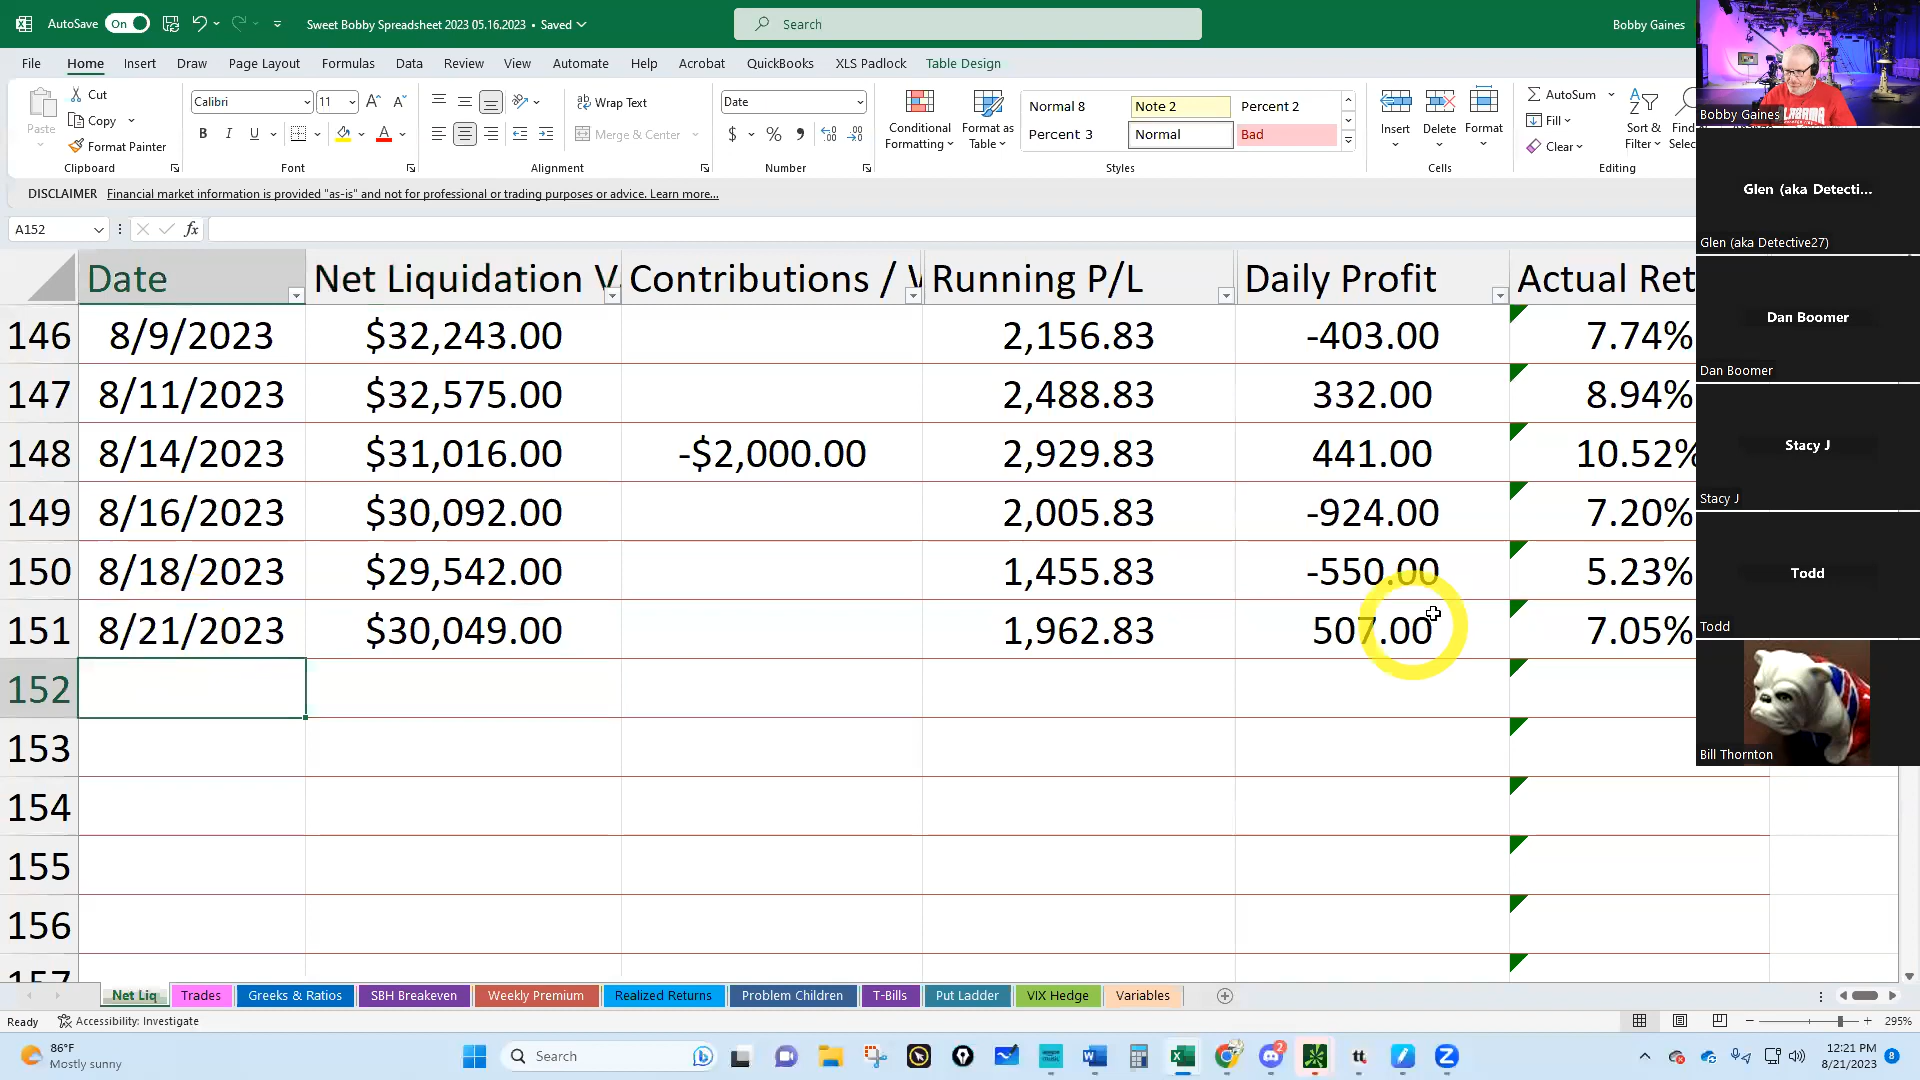 AutoSave On Sweet Bobby Spreadsheet 2023 05.16.2023 • Saved Search Bobby Gaines
File Home Insert Draw Page Layout Formulas Data Review View Automate Help Acrobat QuickBooks XLS Padlock Table Design
Paste Cut Copy Format Painter Clipboard
Calibri 11 B I U Font
Wrap Text Merge & Center Alignment
Date $ % Number
Conditional Formatting Format as Table
Normal 8 Note 2 Percent 2
Percent 3 Normal Bad
Styles
Insert Delete Format Cells
AutoSum Fill Clear Sort & Filter Editing
DISCLAIMER Financial market information is provided "as-is" and not for professional or trading purposes or advice. Learn more...
A152 fx
Date Net Liquidation V Contributions / Running P/L Daily Profit Actual Ret
146 8/9/2023 $32,243.00 2,156.83 -403.00 7.74%
147 8/11/2023 $32,575.00 2,488.83 332.00 8.94%
148 8/14/2023 $31,016.00 -$2,000.00 2,929.83 441.00 10.52%
149 8/16/2023 $30,092.00 2,005.83 -924.00 7.20%
150 8/18/2023 $29,542.00 1,455.83 -550.00 5.23%
151 8/21/2023 $30,049.00 1,962.83 507.00 7.05%
152
153
154
155
156
157
Bobby Gaines
Glen (aka Detecti...
Glen (aka Detective27)
Dan Boomer
Dan Boomer
Stacy J
Stacy J
Todd
Todd
Bill Thornton
Net Liq Trades Greeks & Ratios SBH Breakeven Weekly Premium Realized Returns Problem Children T-Bills Put Ladder VIX Hedge Variables
Ready Accessibility: Investigate 295%
86°F
Mostly sunny
Search
12:21 PM
8/21/2023